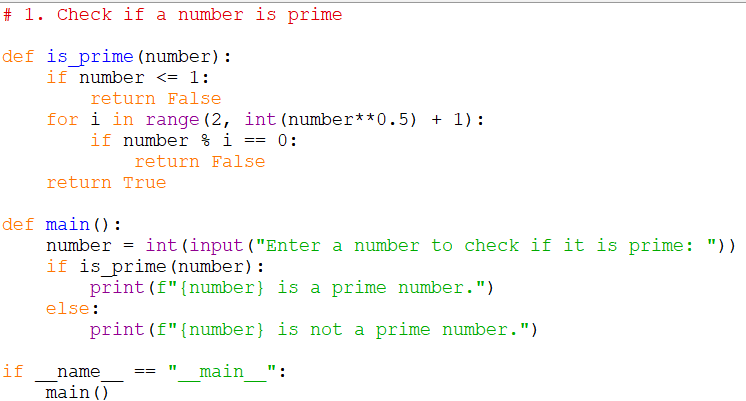 # 1. Check if a number is prime

def is_prime(number):
    if number <= 1:
        return False
    for i in range(2, int(number**0.5) + 1):
        if number % i == 0:
            return False
    return True

def main():
    number = int(input("Enter a number to check if it is prime: "))
    if is_prime(number):
        print(f"{number} is a prime number.")
    else:
        print(f"{number} is not a prime number.")

if __name__ == "__main__":
    main()